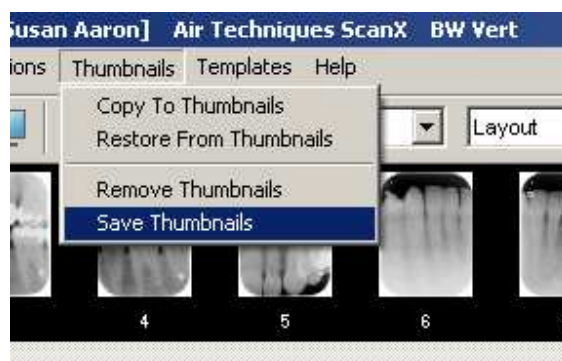 Susan Aaron] Air Techniques ScanX BW Vert
ions Thumbnails Templates Help
Copy To Thumbnails
Restore From Thumbnails
Layout
Remove Thumbnails
Save Thumbnails
4 5 6